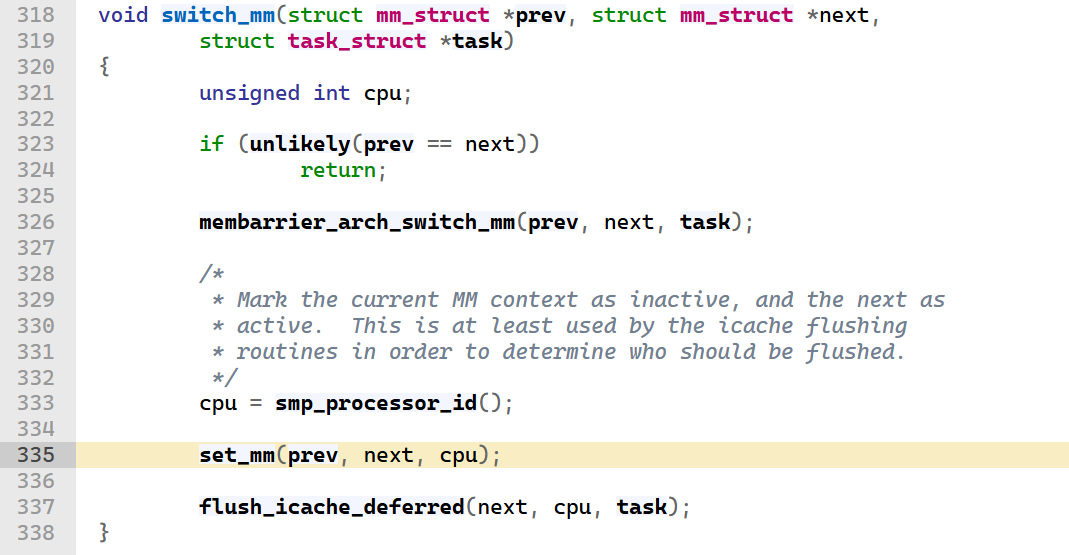 318 void switch_mm(struct mm_struct *prev, struct mm_struct *next,
319         struct task_struct *task)
320 {
321         unsigned int cpu;
322
323         if (unlikely(prev == next))
324                 return;
325
326         membarrier_arch_switch_mm(prev, next, task);
327
328         /*
329          * Mark the current MM context as inactive, and the next as
330          * active.  This is at least used by the icache flushing
331          * routines in order to determine who should be flushed.
332          */
333         cpu = smp_processor_id();
334
335         set_mm(prev, next, cpu);
336
337         flush_icache_deferred(next, cpu, task);
338 }